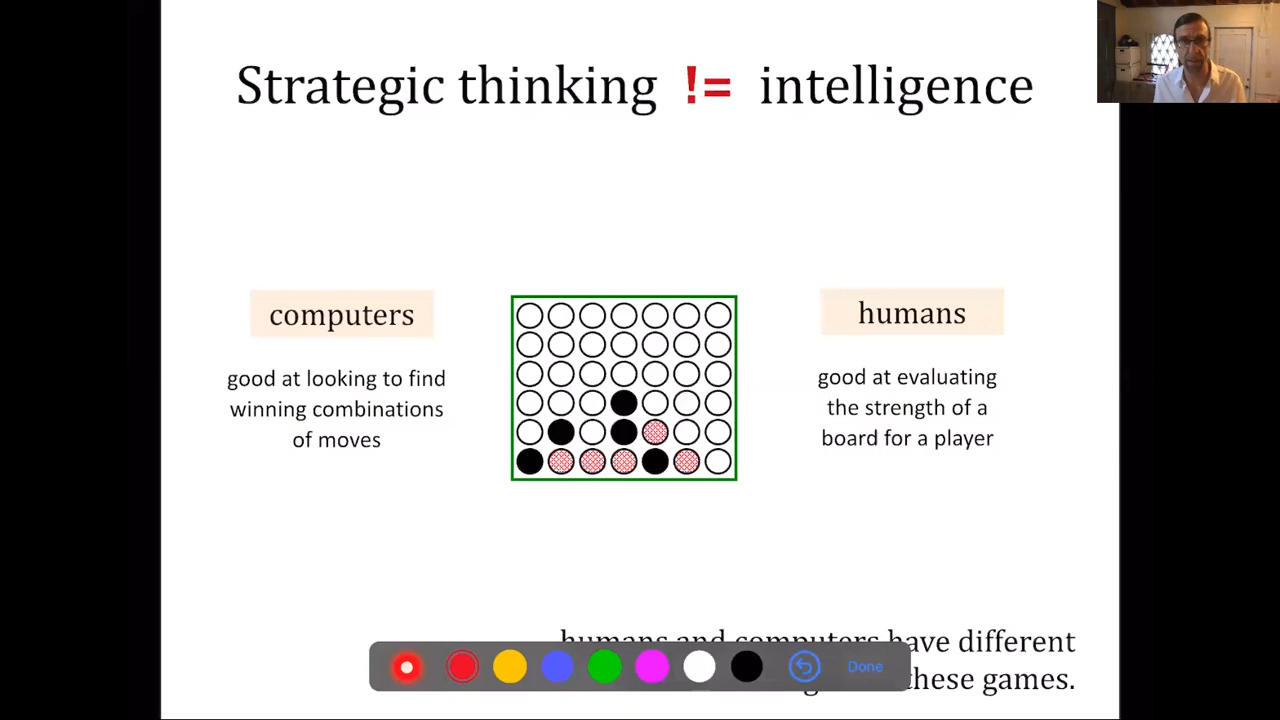 Strategic thinking != intelligence
computers
good at looking to find
winning combinations
of moves
humans
good at evaluating
the strength of a
board for a player
humans and computers have different
these games.
Done